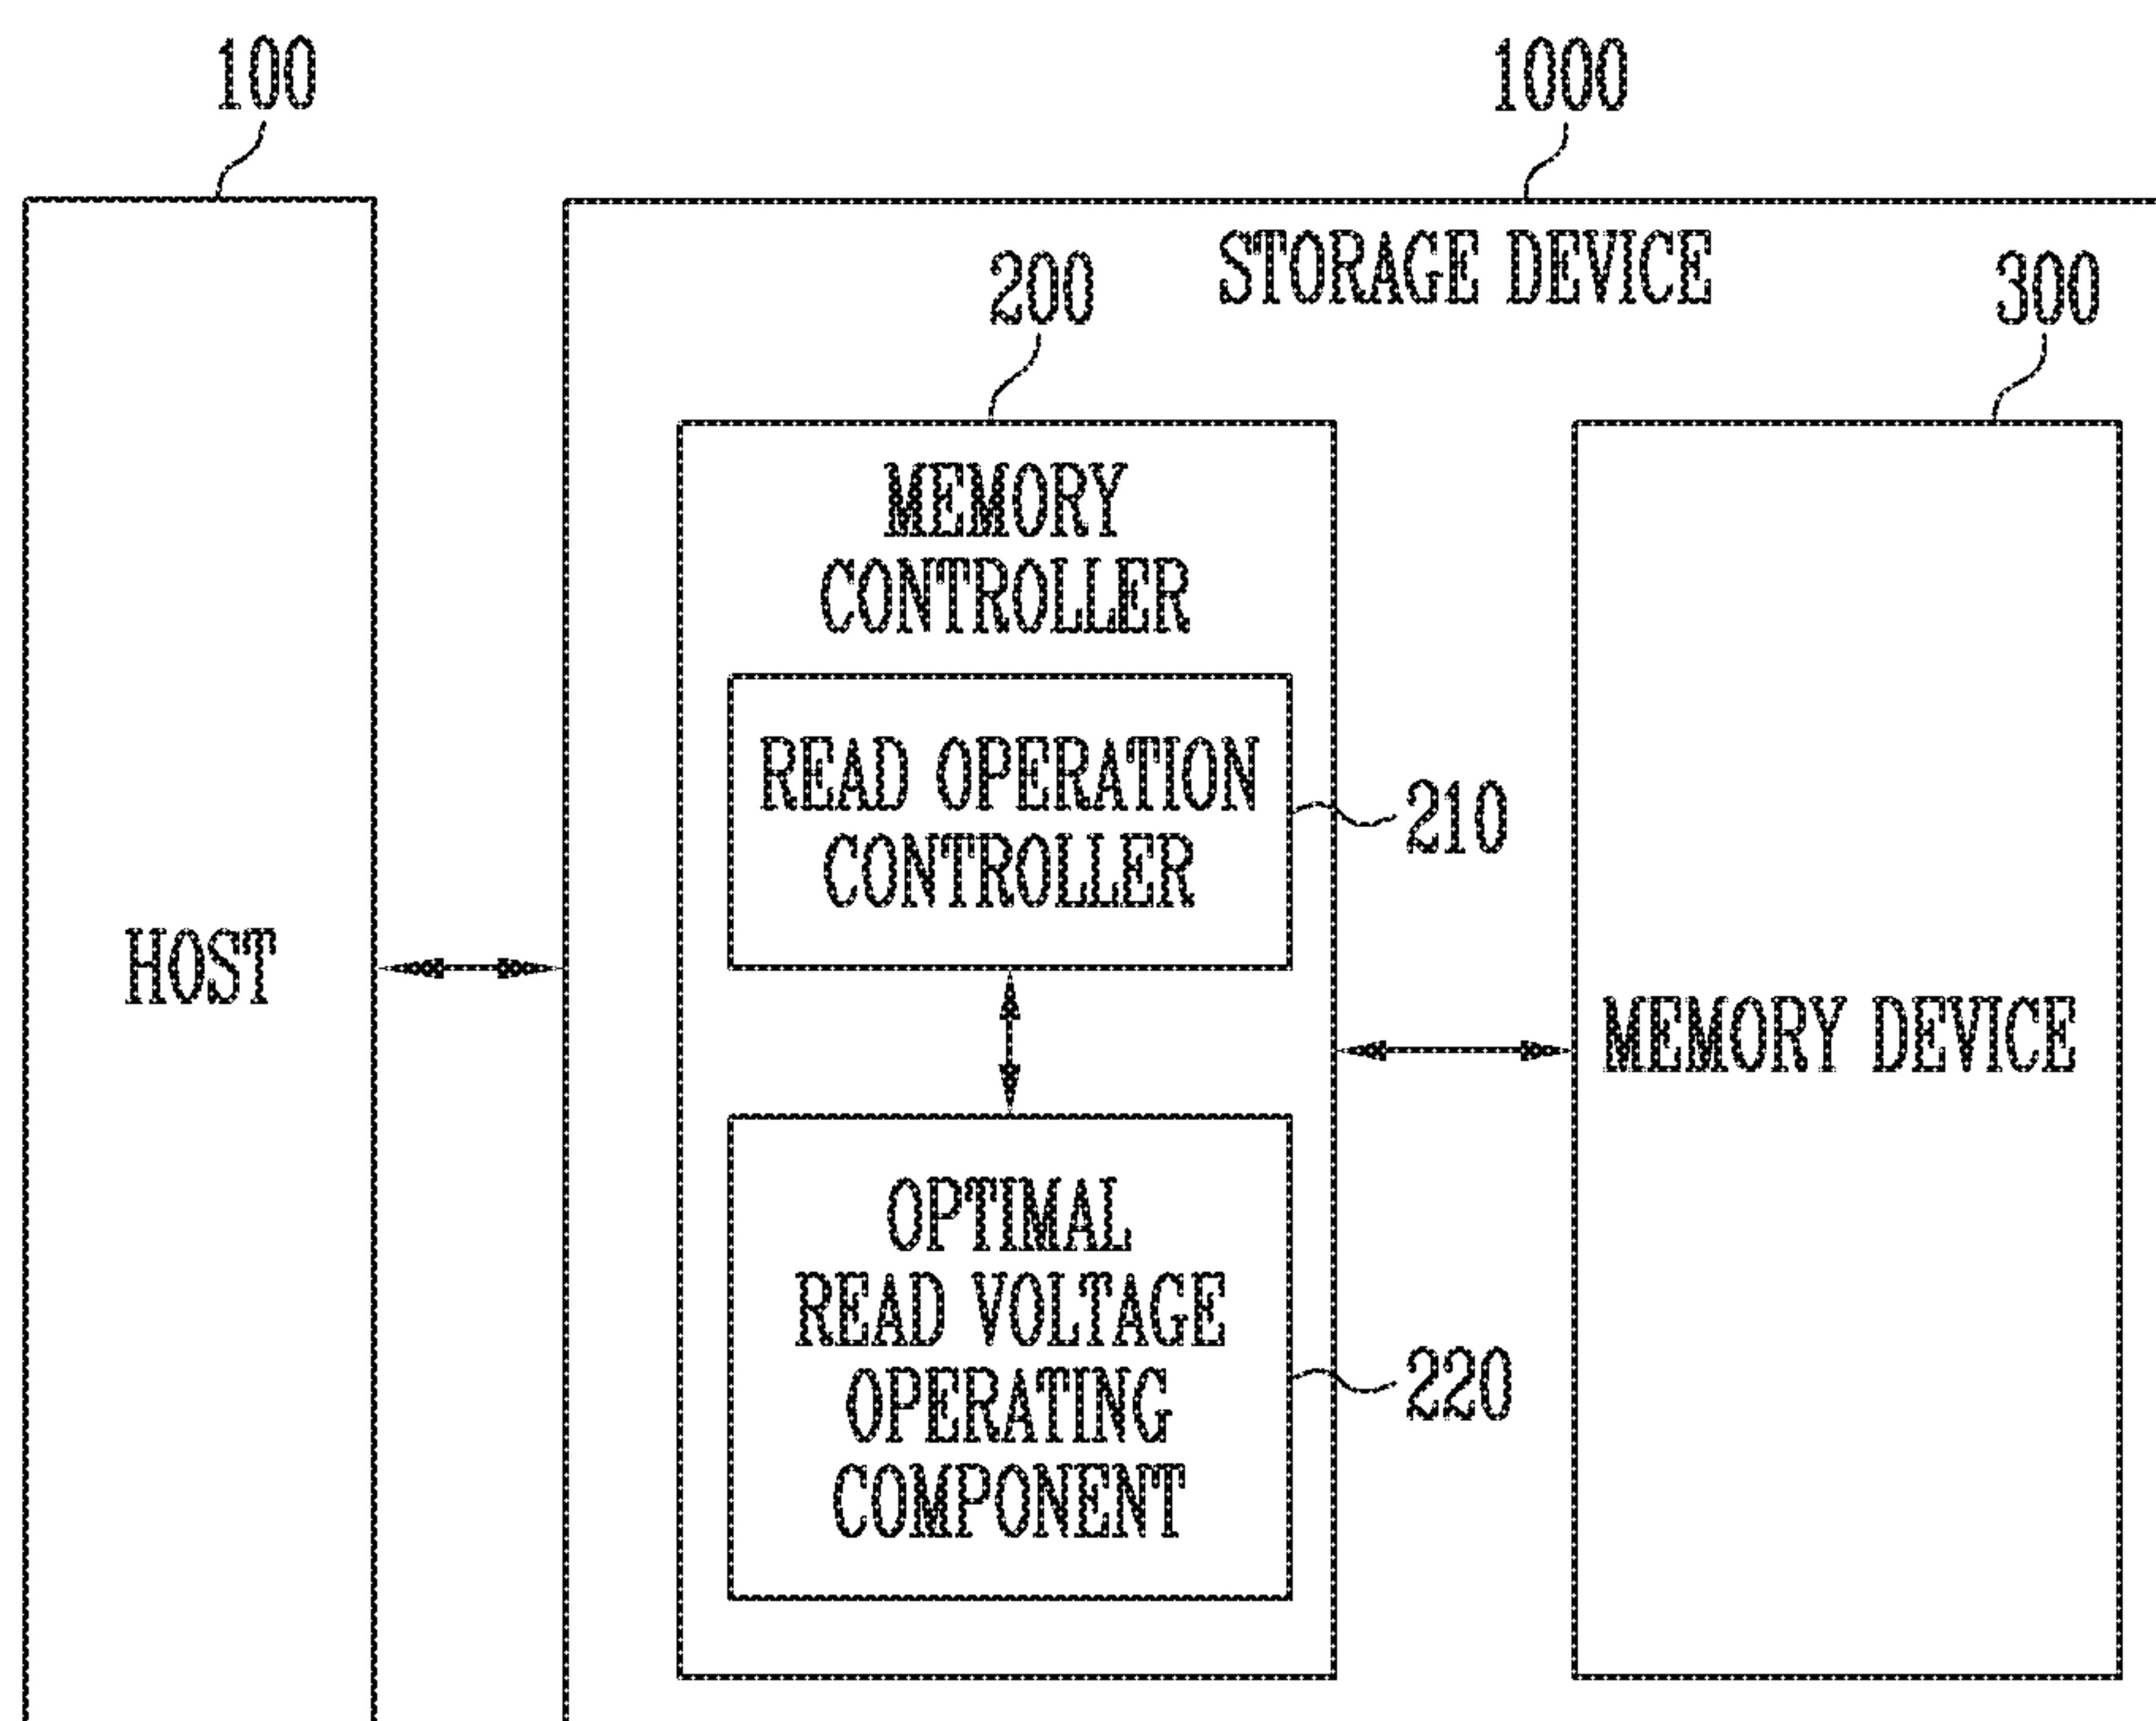 100
1000
STORAGE DEVICE
200
300
MEMORY
CONTROLLER
READ OPERATION
CONTROLLER
210
HOST
MEMORY DEVICE
OPTIMAL
READ VOLTAGE
OPERATING
COMPONENT
220